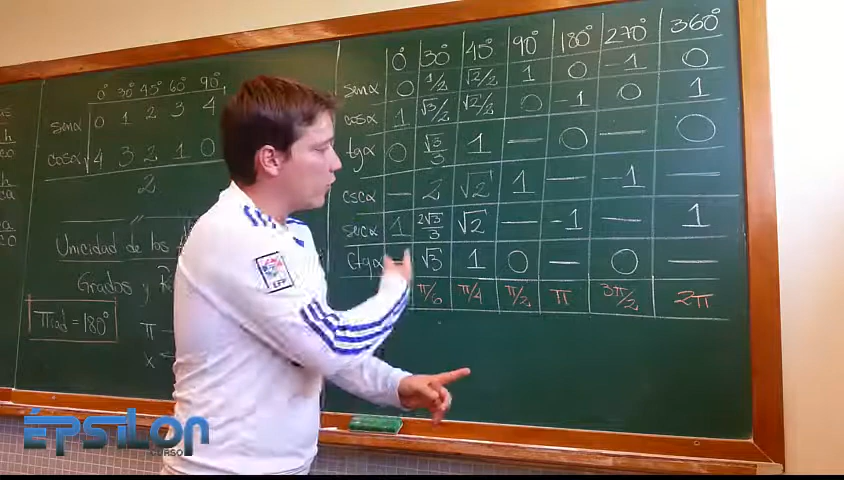 0° 30° 45° 60° 90°
senα 0 1 2 3 4
cosα √4 3 2 1 0
2
Unicidad de los
Grados y R
πrad = 180°
π
x
0° 30° 45° 90° 180° 270° 360°
senα 0 1/2 √2/2 1 0 -1 0
cosα 1 √3/2 √2/2 0 -1 0 1
tgα 0 √3/3 1 — 0 — 0
cscα — 2 √2 1 — -1 —
secα 1 2√3/3 √2 — -1 — 1
Ctgα — √3 1 0 — 0 —
π/6 π/4 π/2 π 3π/2 2π
LFP
ÉPSILON
CURSO